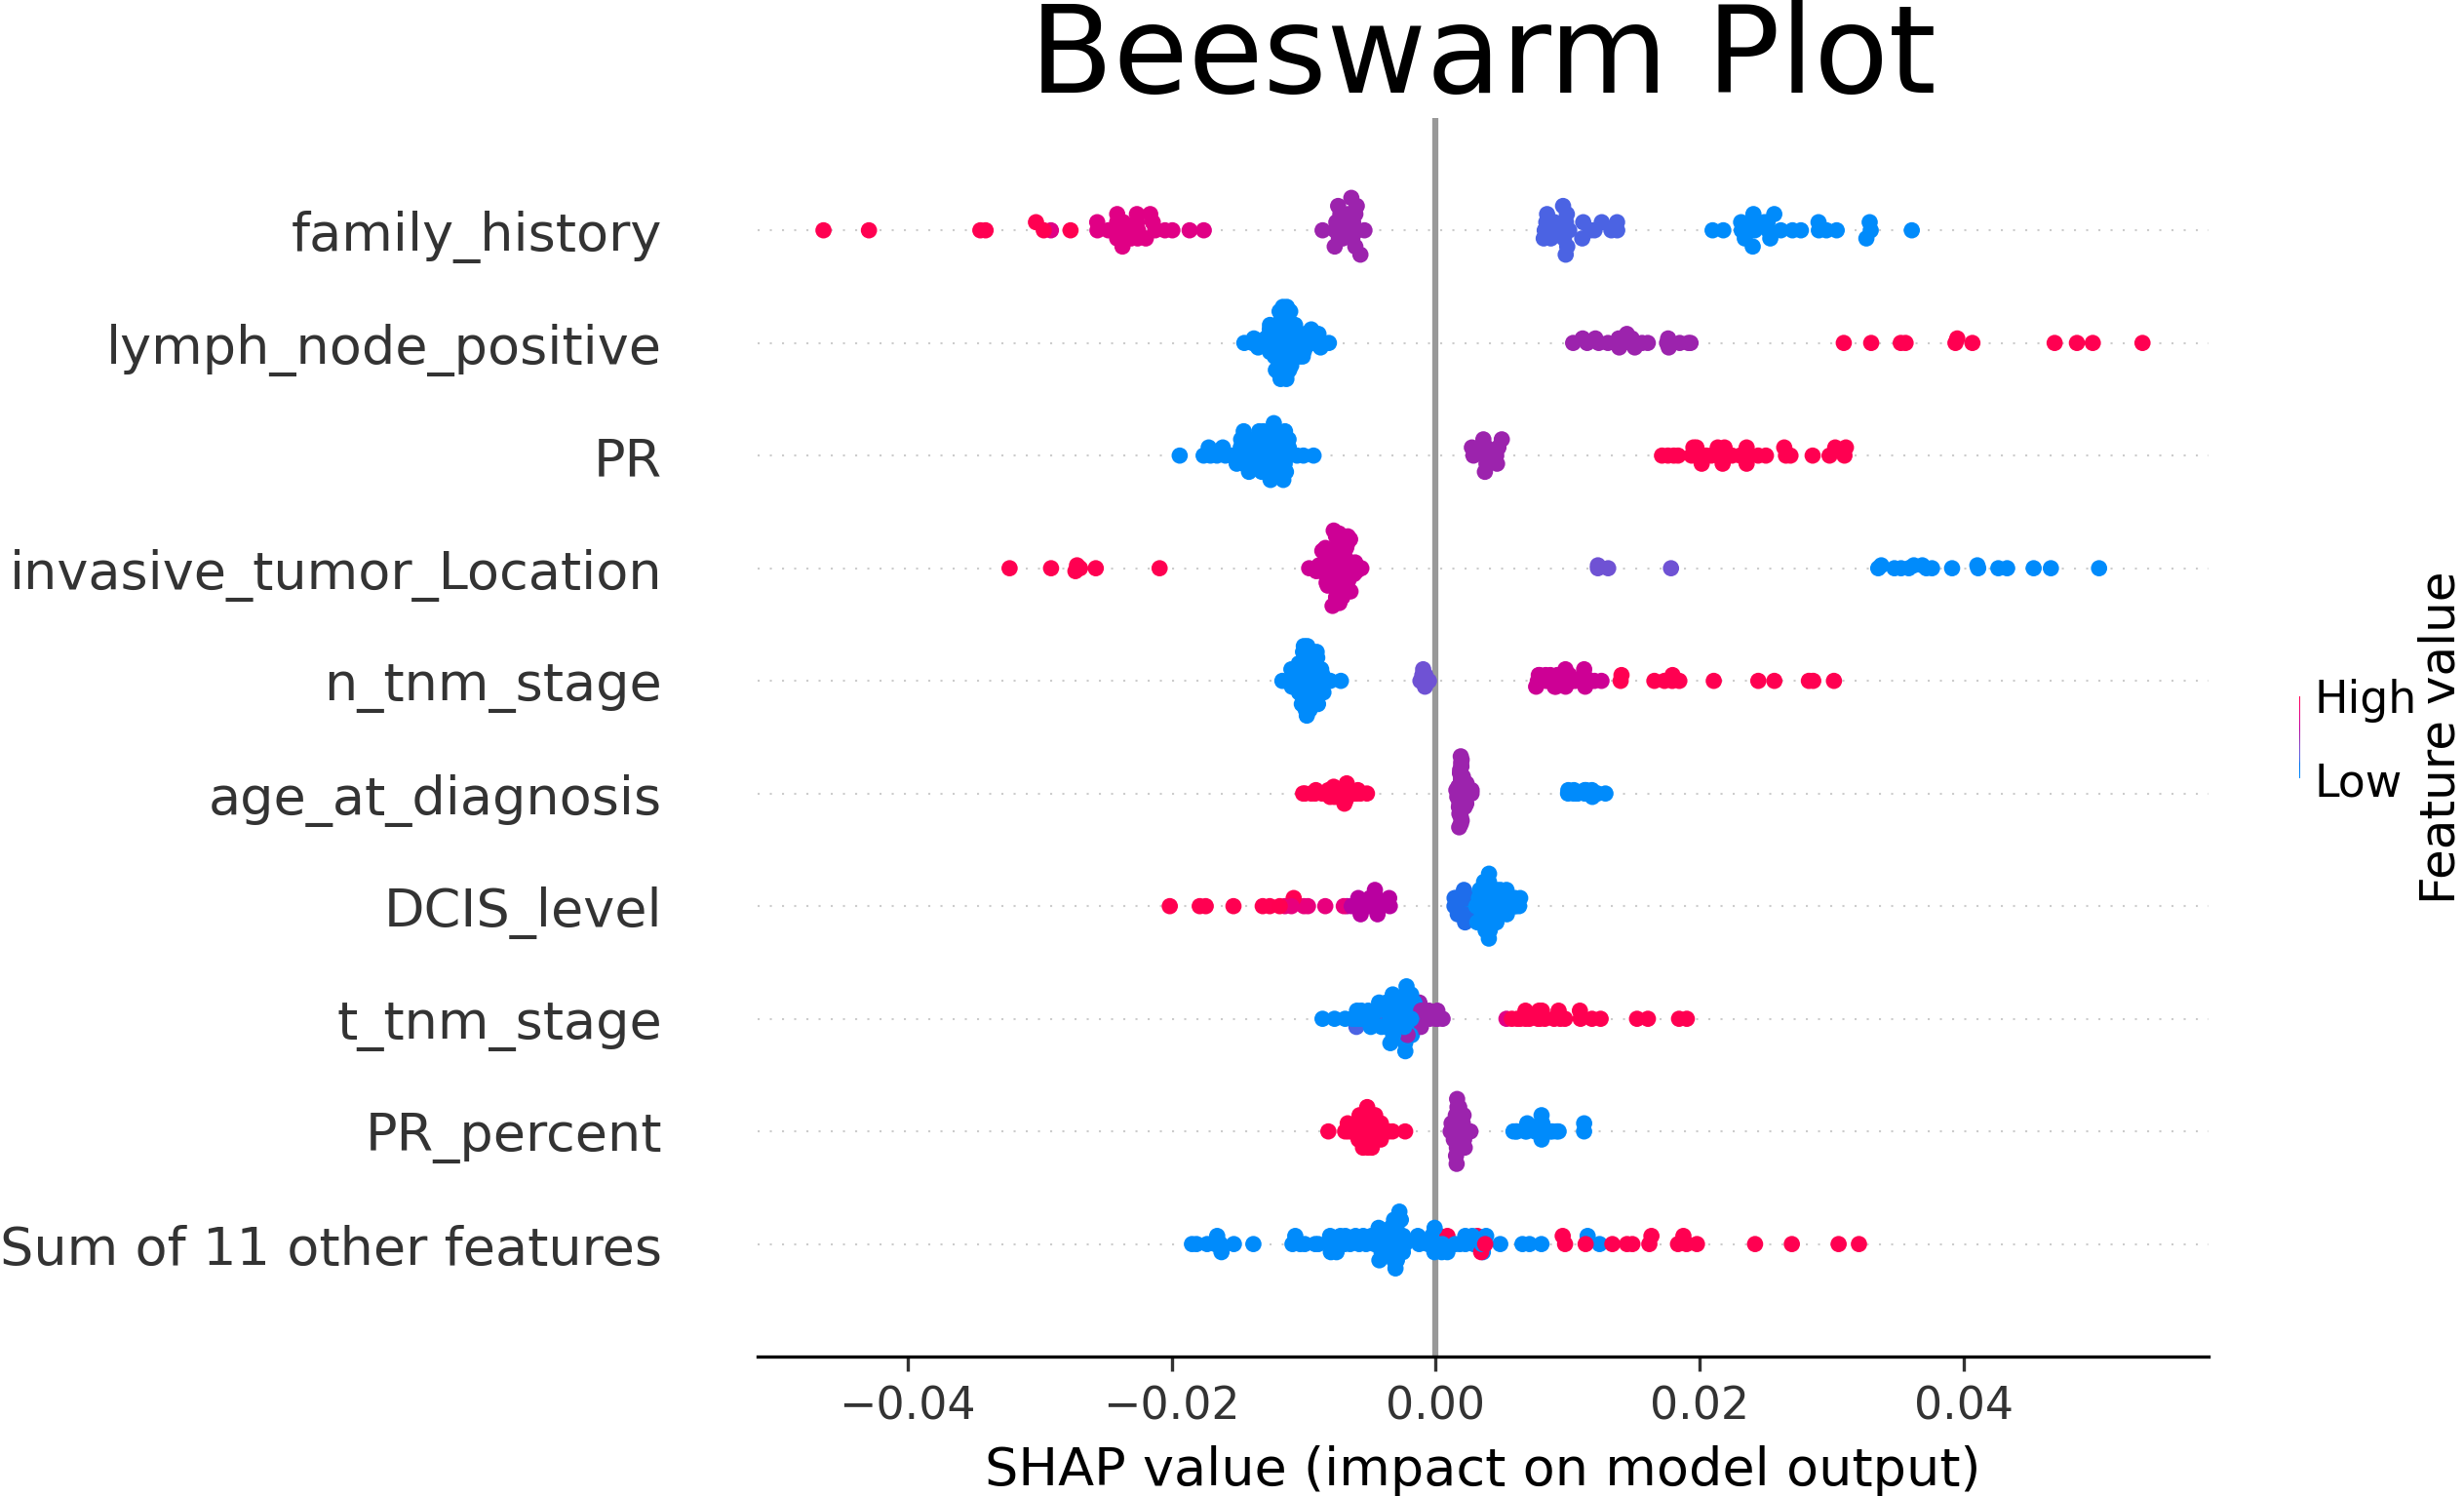 Beeswarm Plot
family_history
lymph_node_positive
PR
invasive_tumor_Location
n_tnm_stage
age_at_diagnosis
DCIS_level
t_tnm_stage
PR_percent
Sum of 11 other features
−0.04 −0.02 0.00 0.02 0.04
SHAP value (impact on model output)
High
Low
Feature value